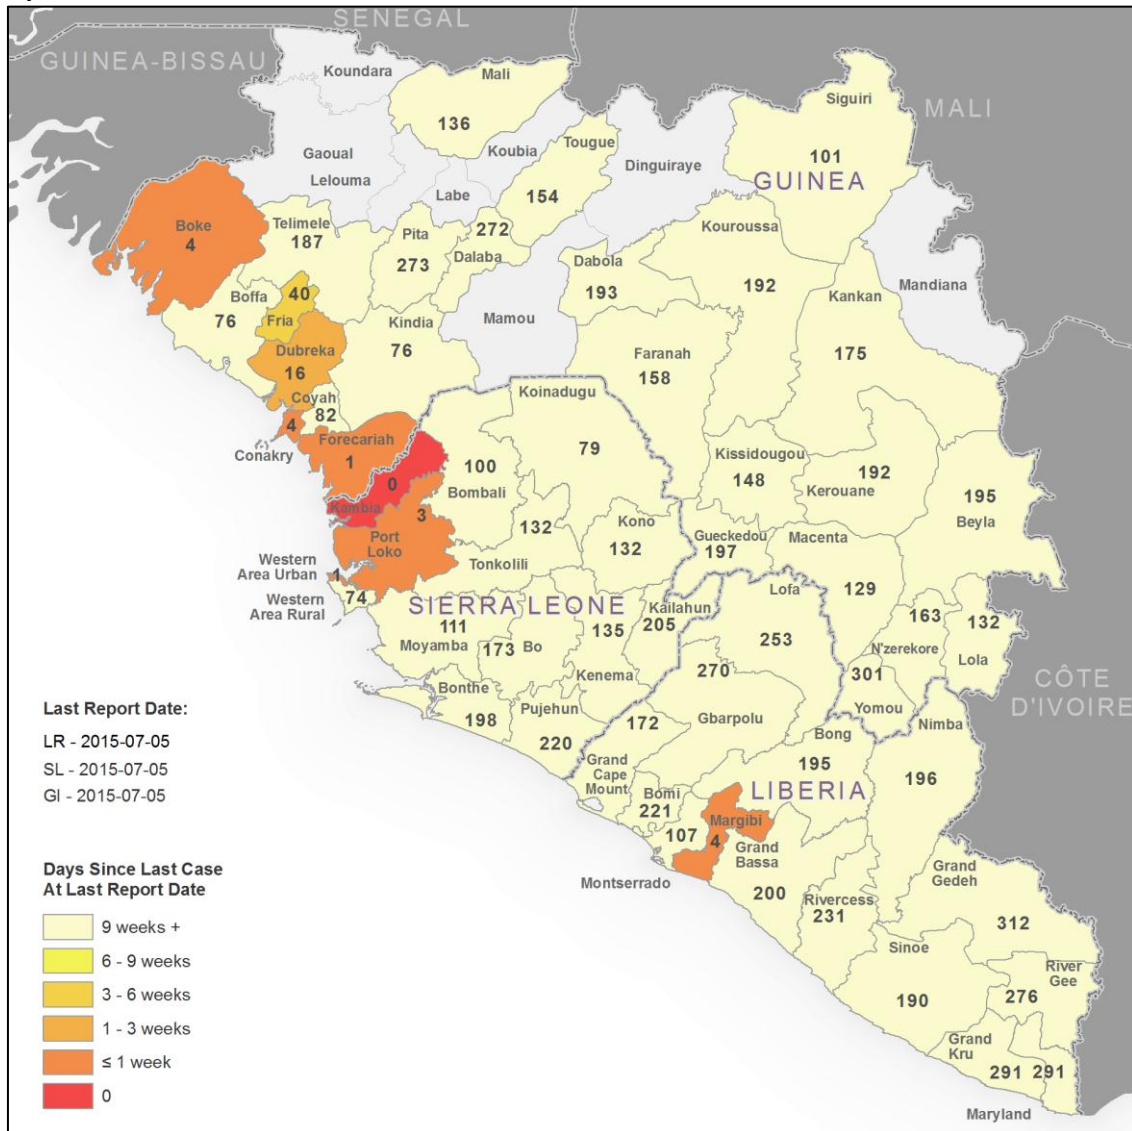 SENEGAL
GUINEA-BISSAU
Koundara
Mali
136
Siguiri
101
MALI
GUINEA
Gaoual
Lelouma
Koubia
Labe
Tougue
154
Dinguiraye
Boke
4
Telimele
187
Pita
273
272
Dalaba
Dabola
193
Kouroussa
192
Mandiana
Kankan
175
Boffa
76
40
Fria
Kindia
76
Mamou
Faranah
158
Dubreka
16
Coyah
82
4
Conakry
Forecariah
1
Koinadugu
79
0
Kambia
100
Bombali
Kissidougou
148
192
Kerouane
195
Beyla
3
Port
Loko
132
Tonkolili
Kono
132
Gueckedou
197
Macenta
129
Western
Area Urban
1
Western
Area Rural
74
SIERRA LEONE
111
Moyamba
173
Bo
135
Kenema
Kailahun
205
Lofa
253
163
N'zerekore
132
Lola
CÔTE
D'IVOIRE
Bonthe
198
Pujehun
220
270
Gbarpolu
301
Yomou
172
Grand
Cape
Mount
Bong
195
Nimba
196
LIBERIA
Bomi
221
107
Montserrado
Margibi
4
Grand
Bassa
200
Rivercess
231
Grand
Gedeh
312
Sinoe
190
River
Gee
276
Grand
Kru
291
291
Maryland
Last Report Date:
LR - 2015-07-05
SL - 2015-07-05
GI - 2015-07-05
Days Since Last Case
At Last Report Date
9 weeks +
6 - 9 weeks
3 - 6 weeks
1 - 3 weeks
≤ 1 week
0